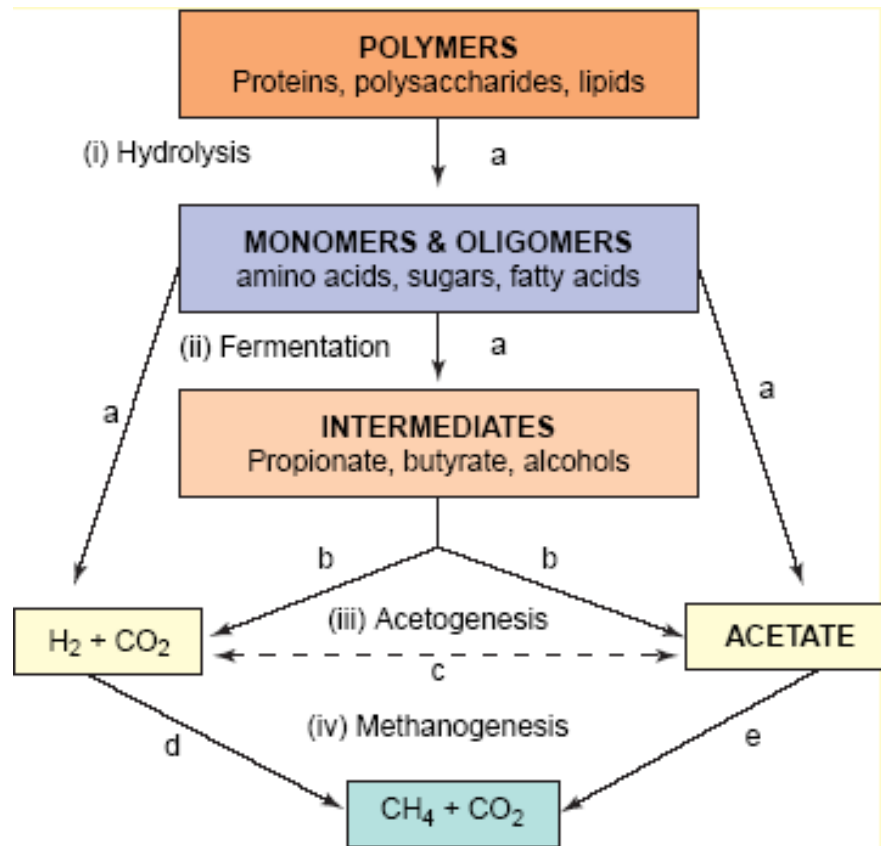 POLYMERS
Proteins, polysaccharides, lipids
(i) Hydrolysis
a
MONOMERS & OLIGOMERS
amino acids, sugars, fatty acids
(ii) Fermentation
a
a
a
INTERMEDIATES
Propionate, butyrate, alcohols
b
b
(iii) Acetogenesis
H₂ + CO₂
ACETATE
c
(iv) Methanogenesis
d
e
CH₄ + CO₂